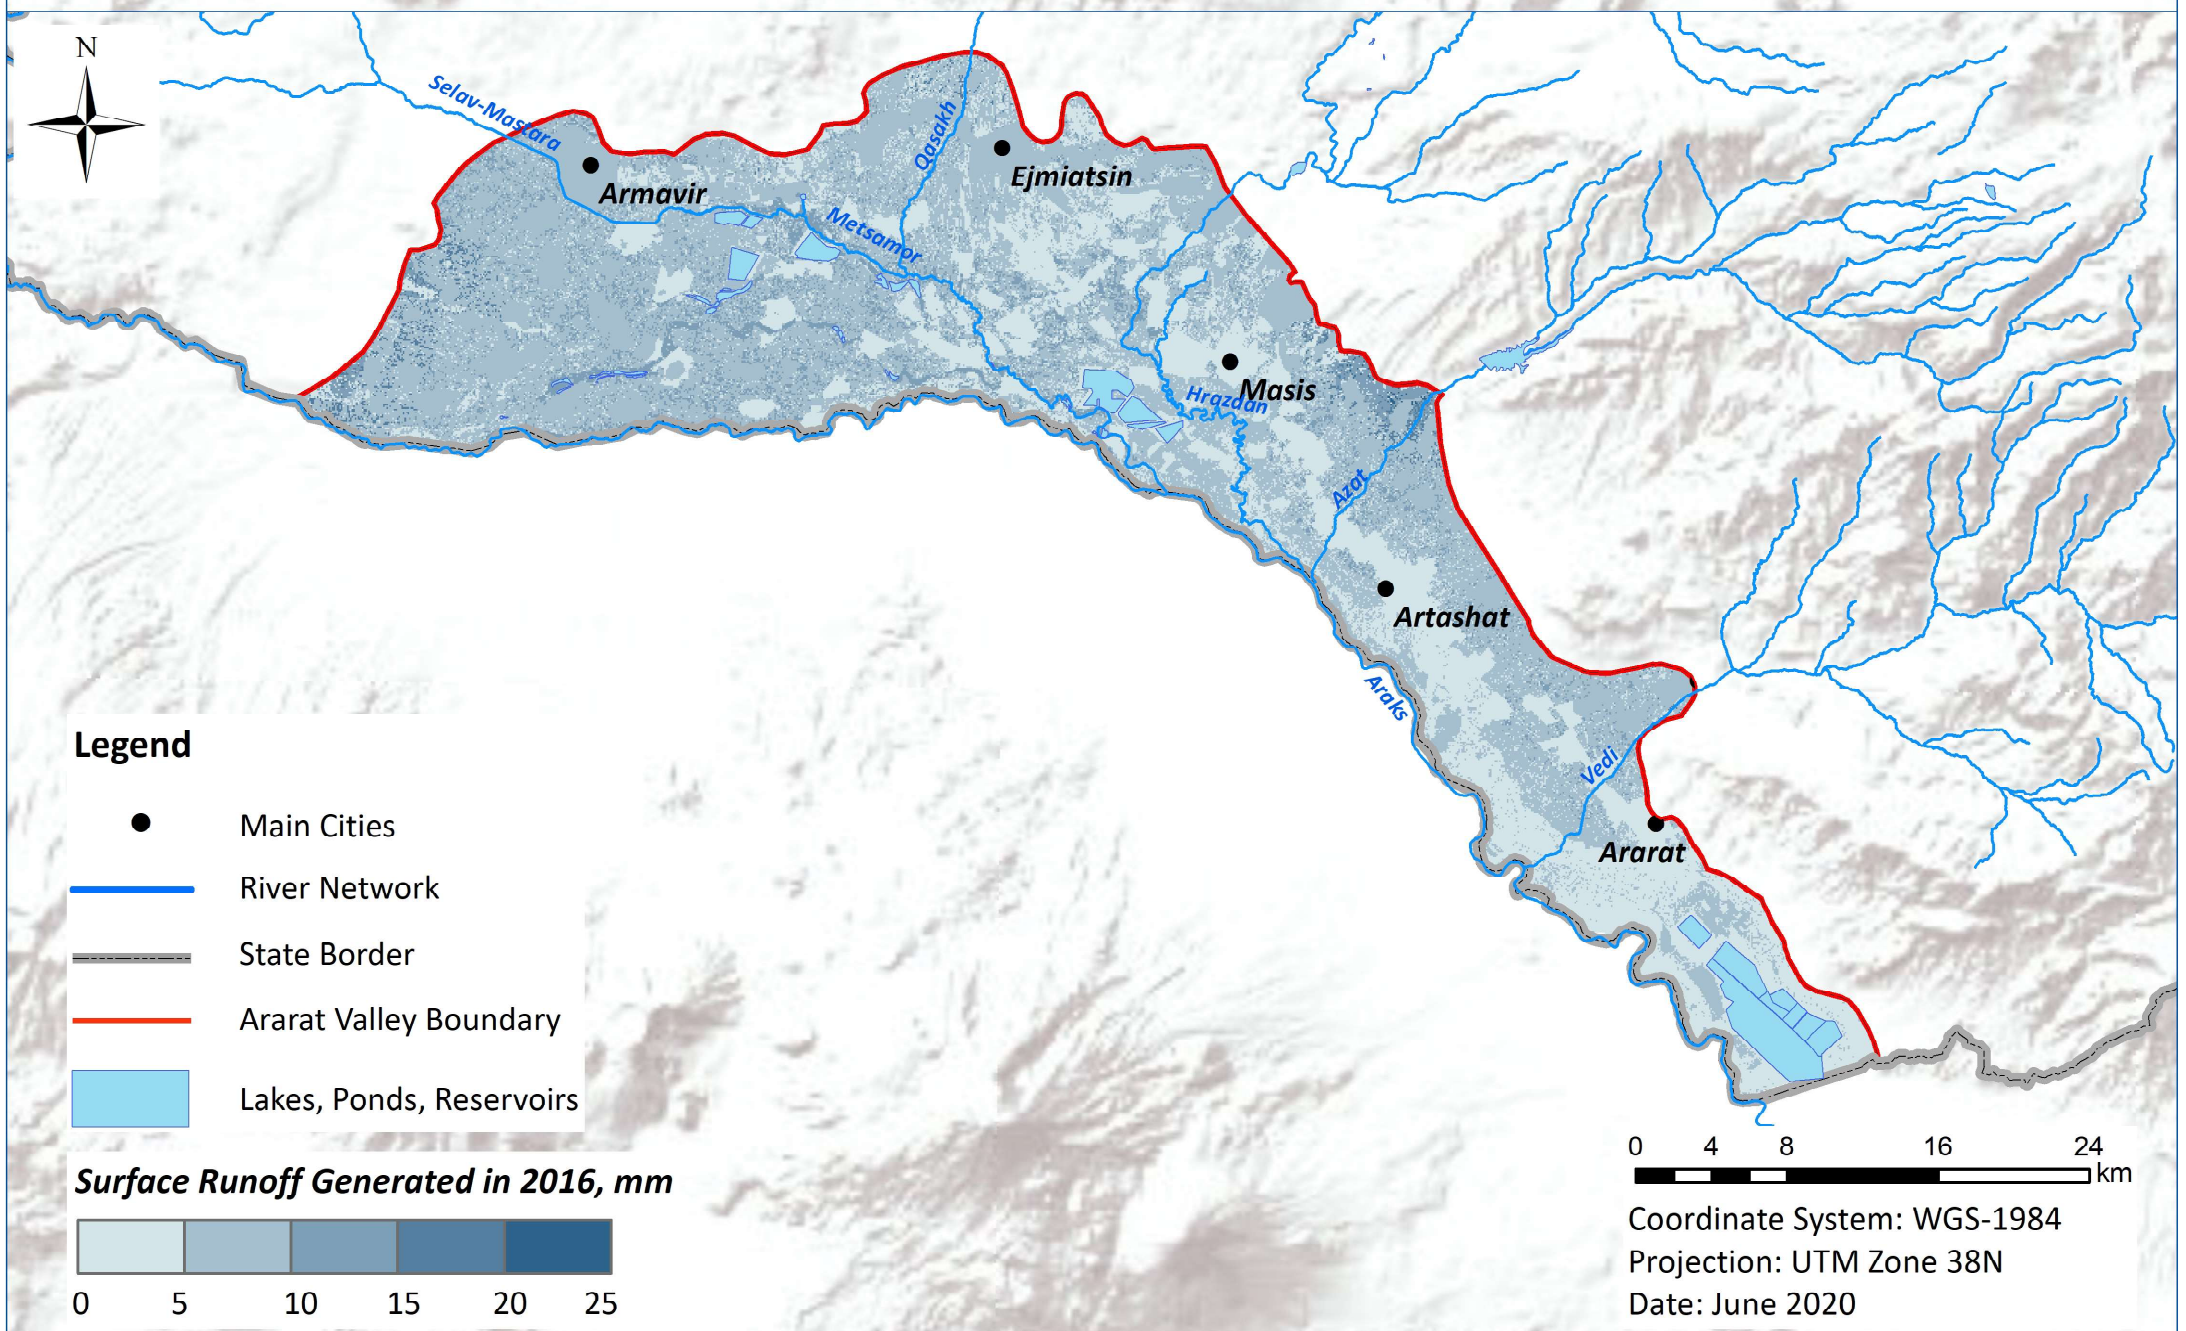 N
Selav-Mastara
Qasakh
Armavir
Ejmiatsin
Metsamor
Masis
Hrazdan
Azat
Artashat
Araks
Vedi
Ararat
Legend
Main Cities
River Network
State Border
Ararat Valley Boundary
Lakes, Ponds, Reservoirs
Surface Runoff Generated in 2016, mm
0 5 10 15 20 25
0 4 8 16 24
km
Coordinate System: WGS-1984
Projection: UTM Zone 38N
Date: June 2020